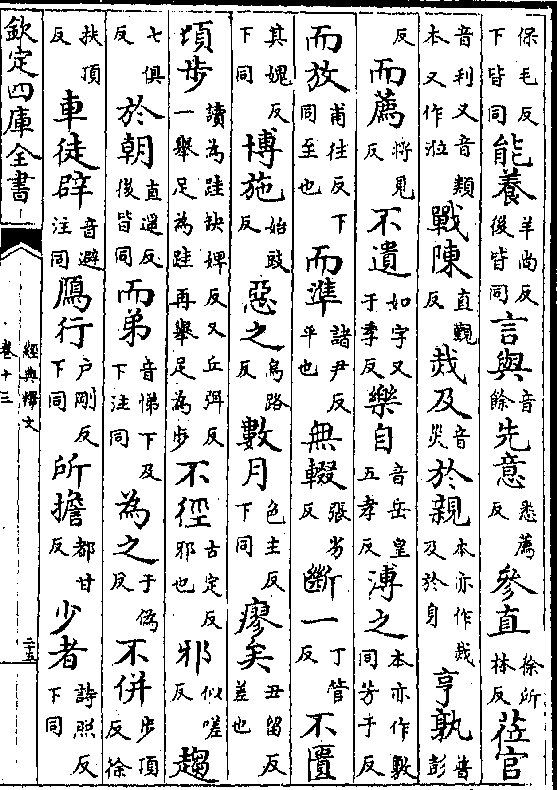 保毛反下皆同能養羊尚反後皆同言與音餘先意悉薦反參直徐所林反莅官
音利又音類本又作涖戰陳直覲反烖及音災於親本亦作烖及於身亨孰普彭
反而薦將見反不遺如字又于季反樂自音岳皇五孝反溥之本亦作敷同芳于反
而放甫往反下同至也而準諸尹反平也無輟張劣反斷一丁管反不匱
其媿反下同博施始豉反惡之烏路反數月色主反下同瘳矣丑留反差也
頃步讀為跬缺婢反又丘弭反一舉足為跬再舉足為步不徑古定反邪也邪似嗟反趨
七俱反於朝直遥反後皆同而弟音悌下及下注同為之于偽反不併步頂反徐
扶頂反車徒辟音避注同鴈行户剛反下同所擔都甘反少者詩照反下同
欽定四庫全書
經典釋文
卷十三
二十五